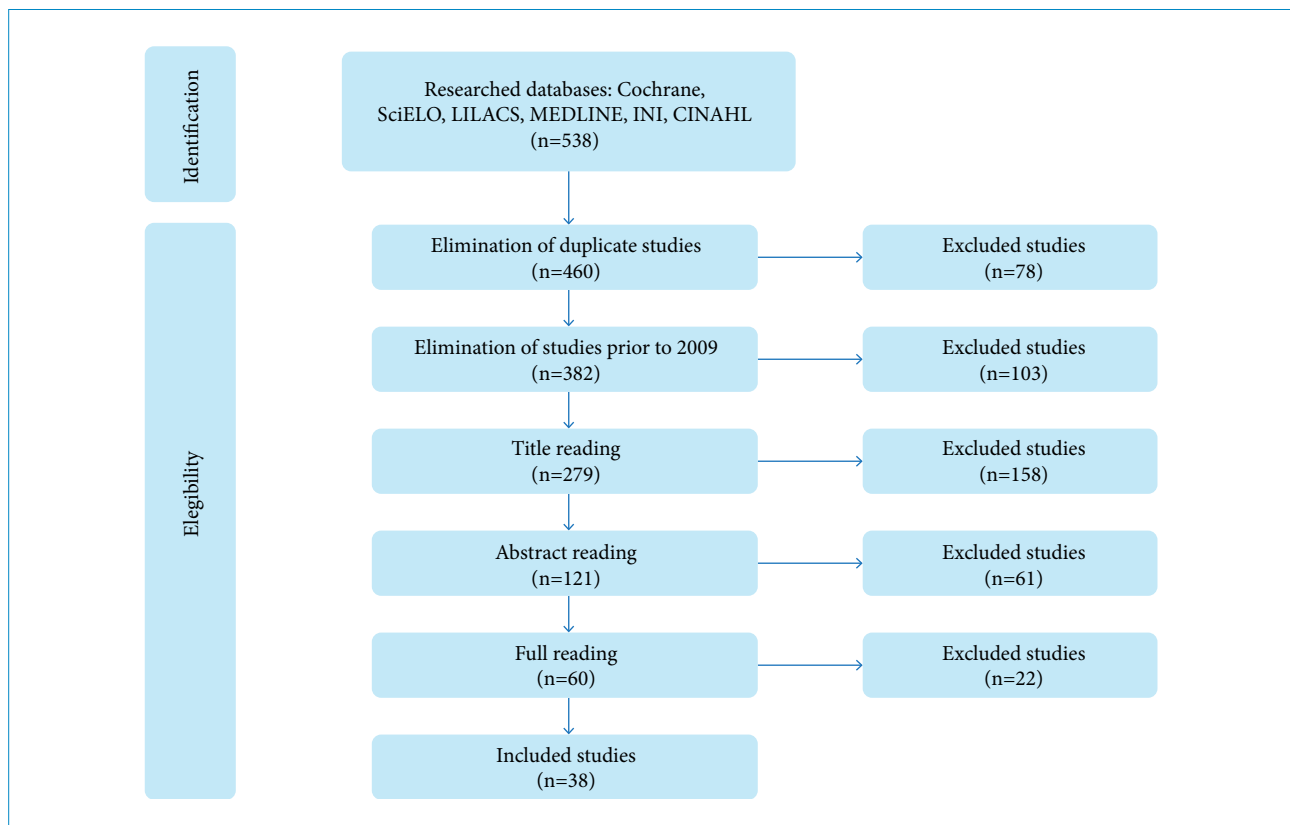 Identification
Researched databases: Cochrane,
SciELO, LILACS, MEDLINE, INI, CINAHL
(n=538)
Elegibility
Elimination of duplicate studies
(n=460)
Excluded studies
(n=78)
Elimination of studies prior to 2009
(n=382)
Excluded studies
(n=103)
Title reading
(n=279)
Excluded studies
(n=158)
Abstract reading
(n=121)
Excluded studies
(n=61)
Full reading
(n=60)
Excluded studies
(n=22)
Included studies
(n=38)